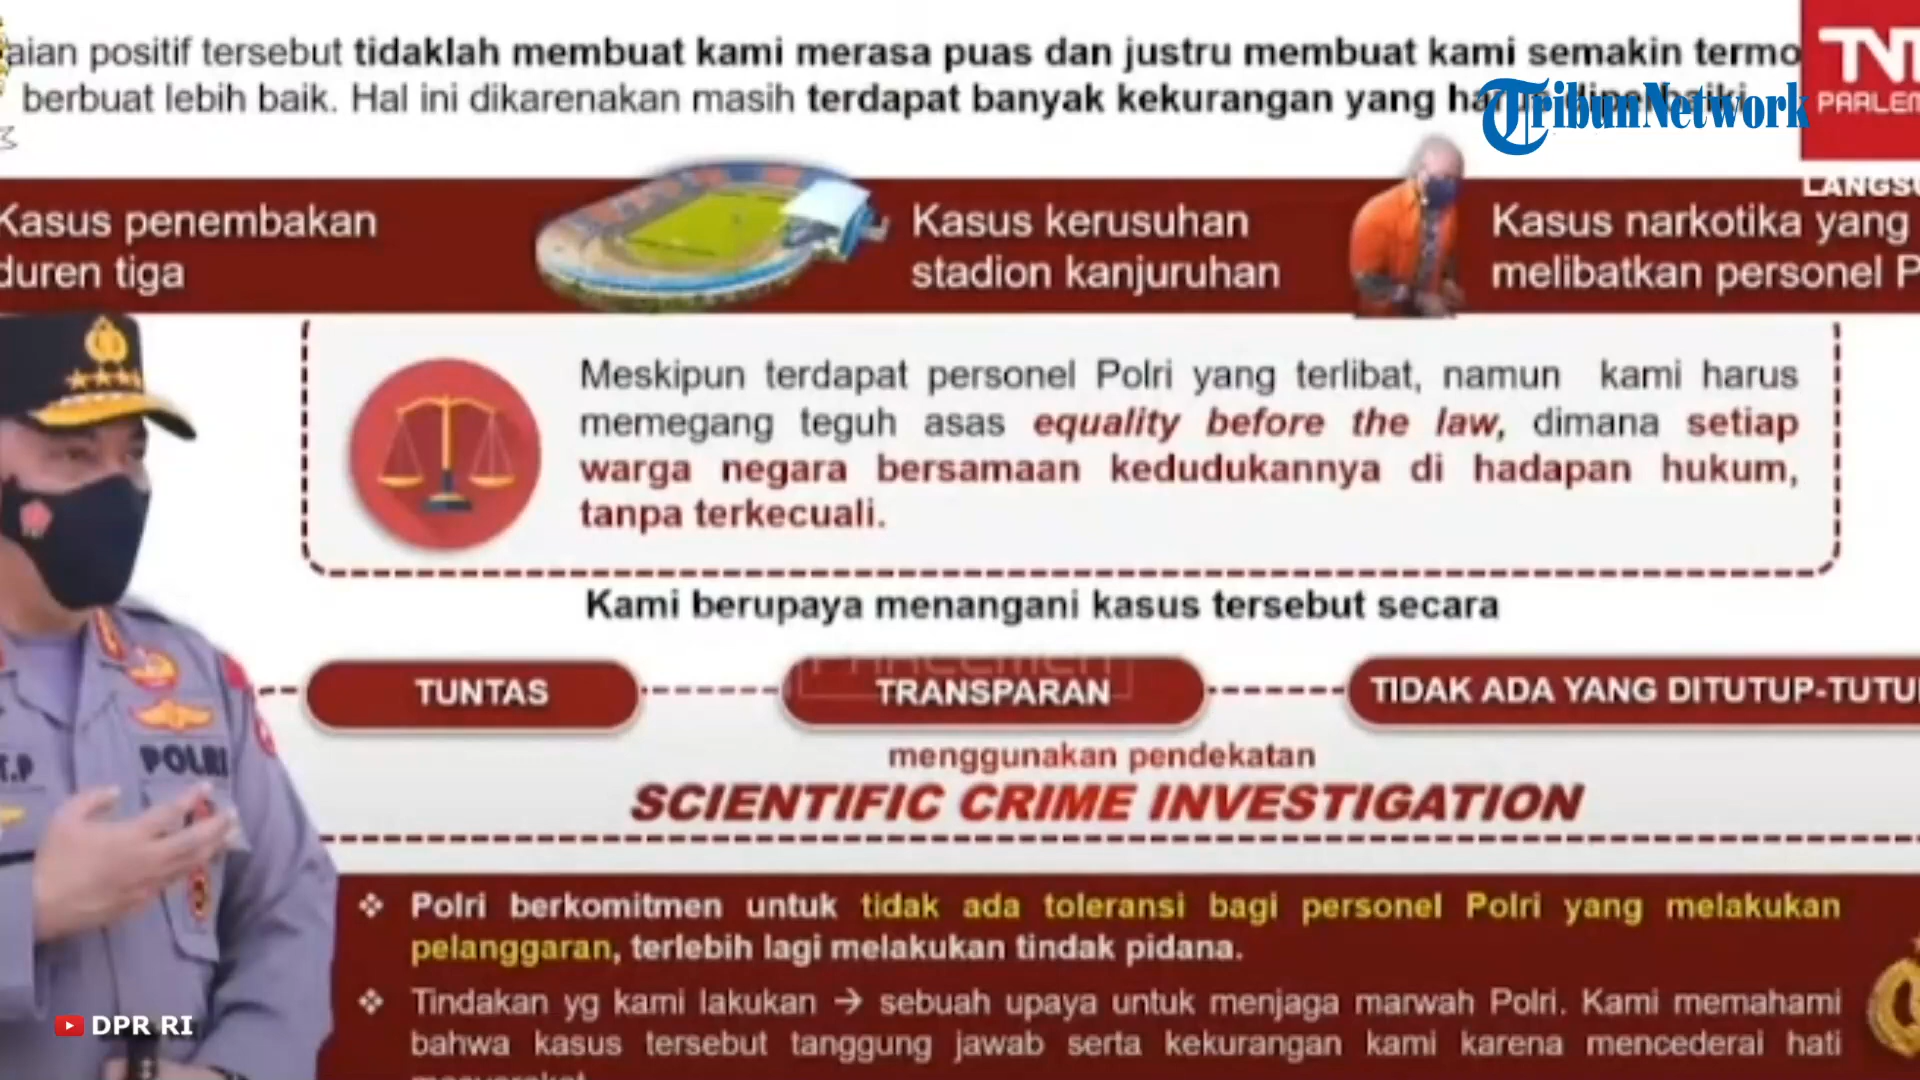 aian positif tersebut tidaklah membuat kami merasa puas dan justru membuat kami semakin termo
berbuat lebih baik. Hal ini dikarenakan masih terdapat banyak kekurangan yang harus diperbaiki
TribunNetwork
TV
PARLEM
LANGSU
Kasus penembakan
duren tiga
Kasus kerusuhan
stadion kanjuruhan
Kasus narkotika yang
melibatkan personel P
Meskipun terdapat personel Polri yang terlibat, namun kami harus
memegang teguh asas equality before the law, dimana setiap
warga negara bersamaan kedudukannya di hadapan hukum,
tanpa terkecuali.
Kami berupaya menangani kasus tersebut secara
TUNTAS
TRANSPARAN
TIDAK ADA YANG DITUTUP-TUTU
menggunakan pendekatan
SCIENTIFIC CRIME INVESTIGATION
T.P
POLRI
❖ Polri berkomitmen untuk tidak ada toleransi bagi personel Polri yang melakukan
pelanggaran, terlebih lagi melakukan tindak pidana.
❖ Tindakan yg kami lakukan → sebuah upaya untuk menjaga marwah Polri. Kami memahami
bahwa kasus tersebut tanggung jawab serta kekurangan kami karena mencederai hati
DPR RI